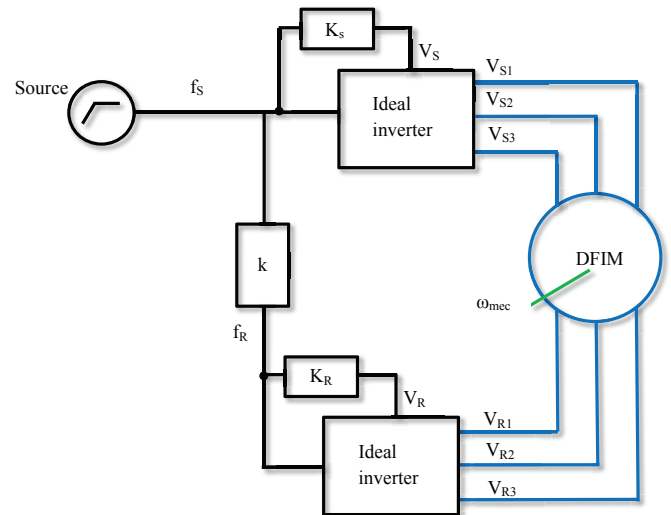 K_s
V_S
V_S1
Source
f_S
Ideal
inverter
V_S2
V_S3
k
DFIM
ω_mec
f_R
K_R
V_R
V_R1
Ideal
inverter
V_R2
V_R3